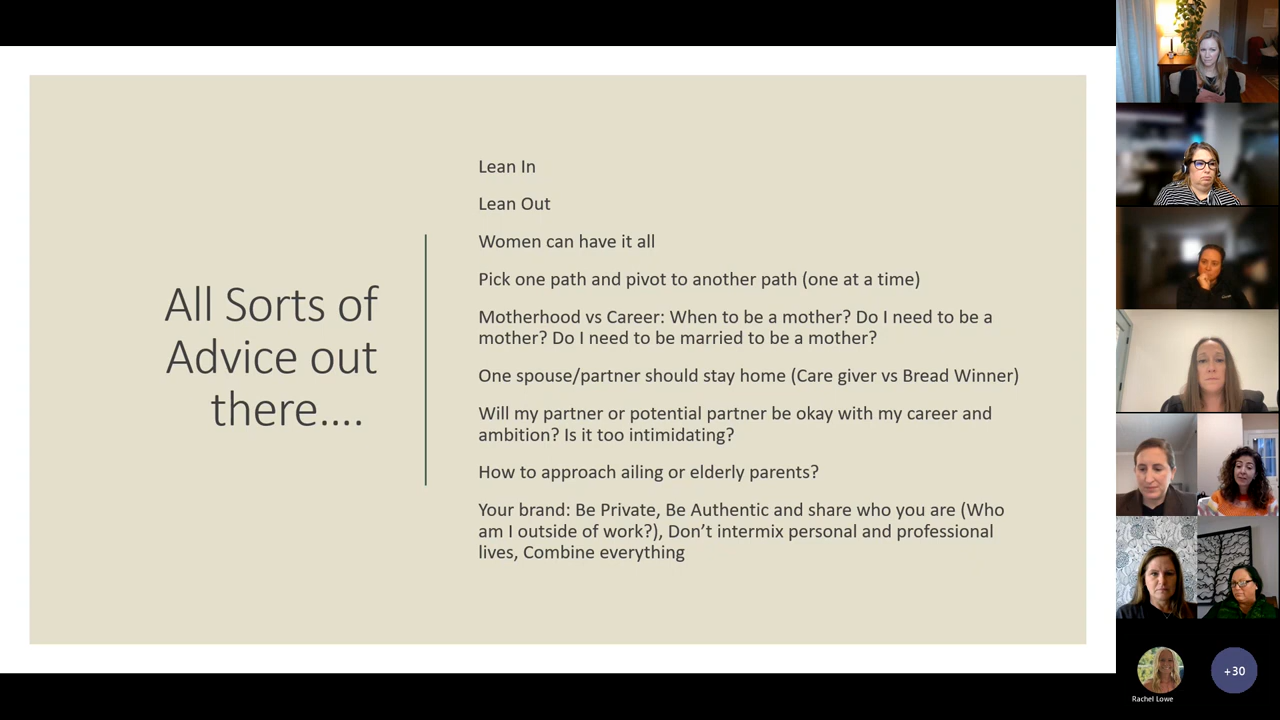 All Sorts of
Advice out
there....
Lean In
Lean Out
Women can have it all
Pick one path and pivot to another path (one at a time)
Motherhood vs Career: When to be a mother? Do I need to be a
mother? Do I need to be married to be a mother?
One spouse/partner should stay home (Care giver vs Bread Winner)
Will my partner or potential partner be okay with my career and
ambition? Is it too intimidating?
How to approach ailing or elderly parents?
Your brand: Be Private, Be Authentic and share who you are (Who
am I outside of work?), Don’t intermix personal and professional
lives, Combine everything
Rachel Lowe
+30